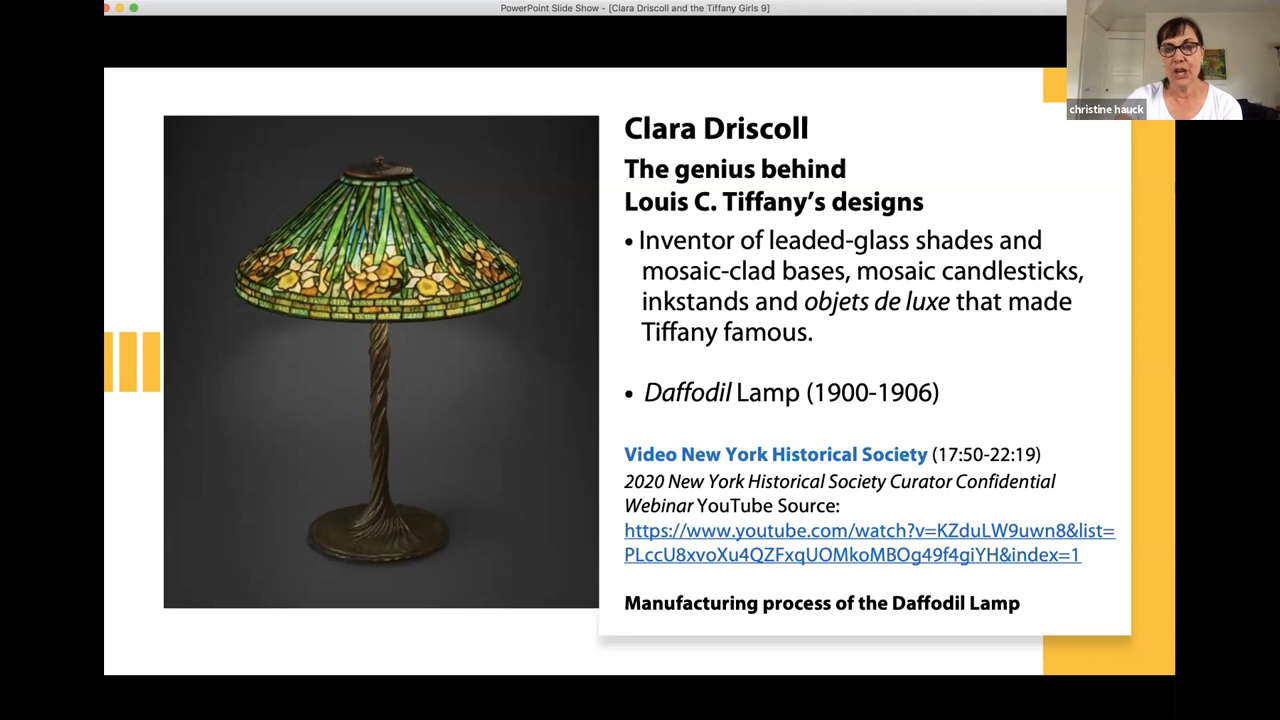 PowerPoint Slide Show - [Clara Driscoll and the Tiffany Girls 9]
christine hauck
Clara Driscoll
The genius behind
Louis C. Tiffany's designs
• Inventor of leaded-glass shades and
mosaic-clad bases, mosaic candlesticks,
inkstands and objets de luxe that made
Tiffany famous.
• Daffodil Lamp (1900-1906)
Video New York Historical Society (17:50-22:19)
2020 New York Historical Society Curator Confidential
Webinar YouTube Source:
https://www.youtube.com/watch?v=KZduLW9uwn8&list=
PLccU8xvoXu4QZFxqUOMkoMBOg49f4giYH&index=1
Manufacturing process of the Daffodil Lamp